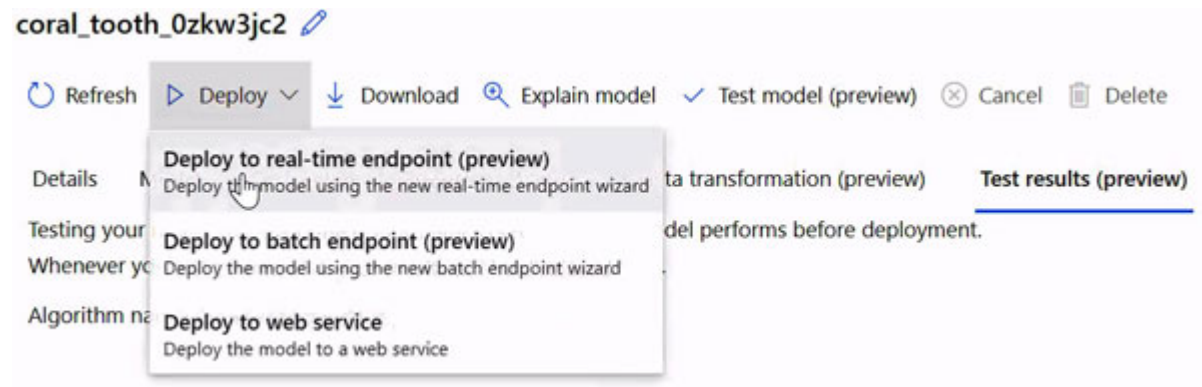 coral_tooth_0zkw3jc2
Refresh Deploy Download Explain model Test model (preview) Cancel Delete
Deploy to real-time endpoint (preview)
Details ta transformation (preview) Test results (preview)
Deploy the model using the new real-time endpoint wizard
Testing your del performs before deployment.
Deploy to batch endpoint (preview)
Whenever yo
Deploy the model using the new batch endpoint wizard
Algorithm na
Deploy to web service
Deploy the model to a web service